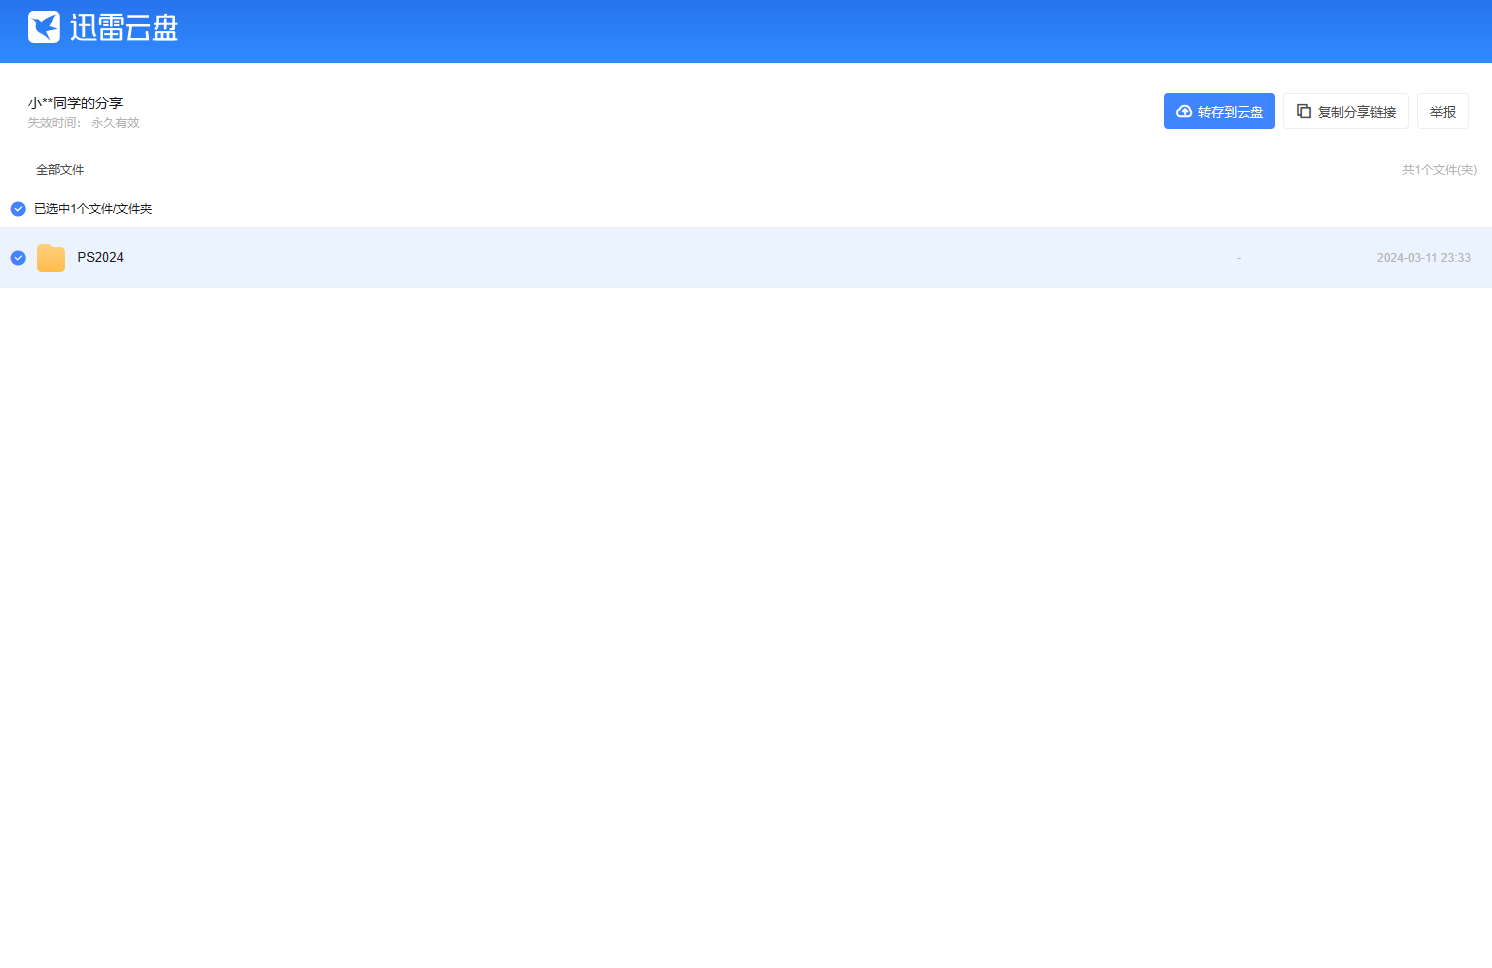 迅雷云盘
小**同学的分享
失效时间： 永久有效
转存到云盘
复制分享链接
举报
全部文件
共1个文件(夹)
已选中1个文件/文件夹
PS2024
-
2024-03-11 23:33